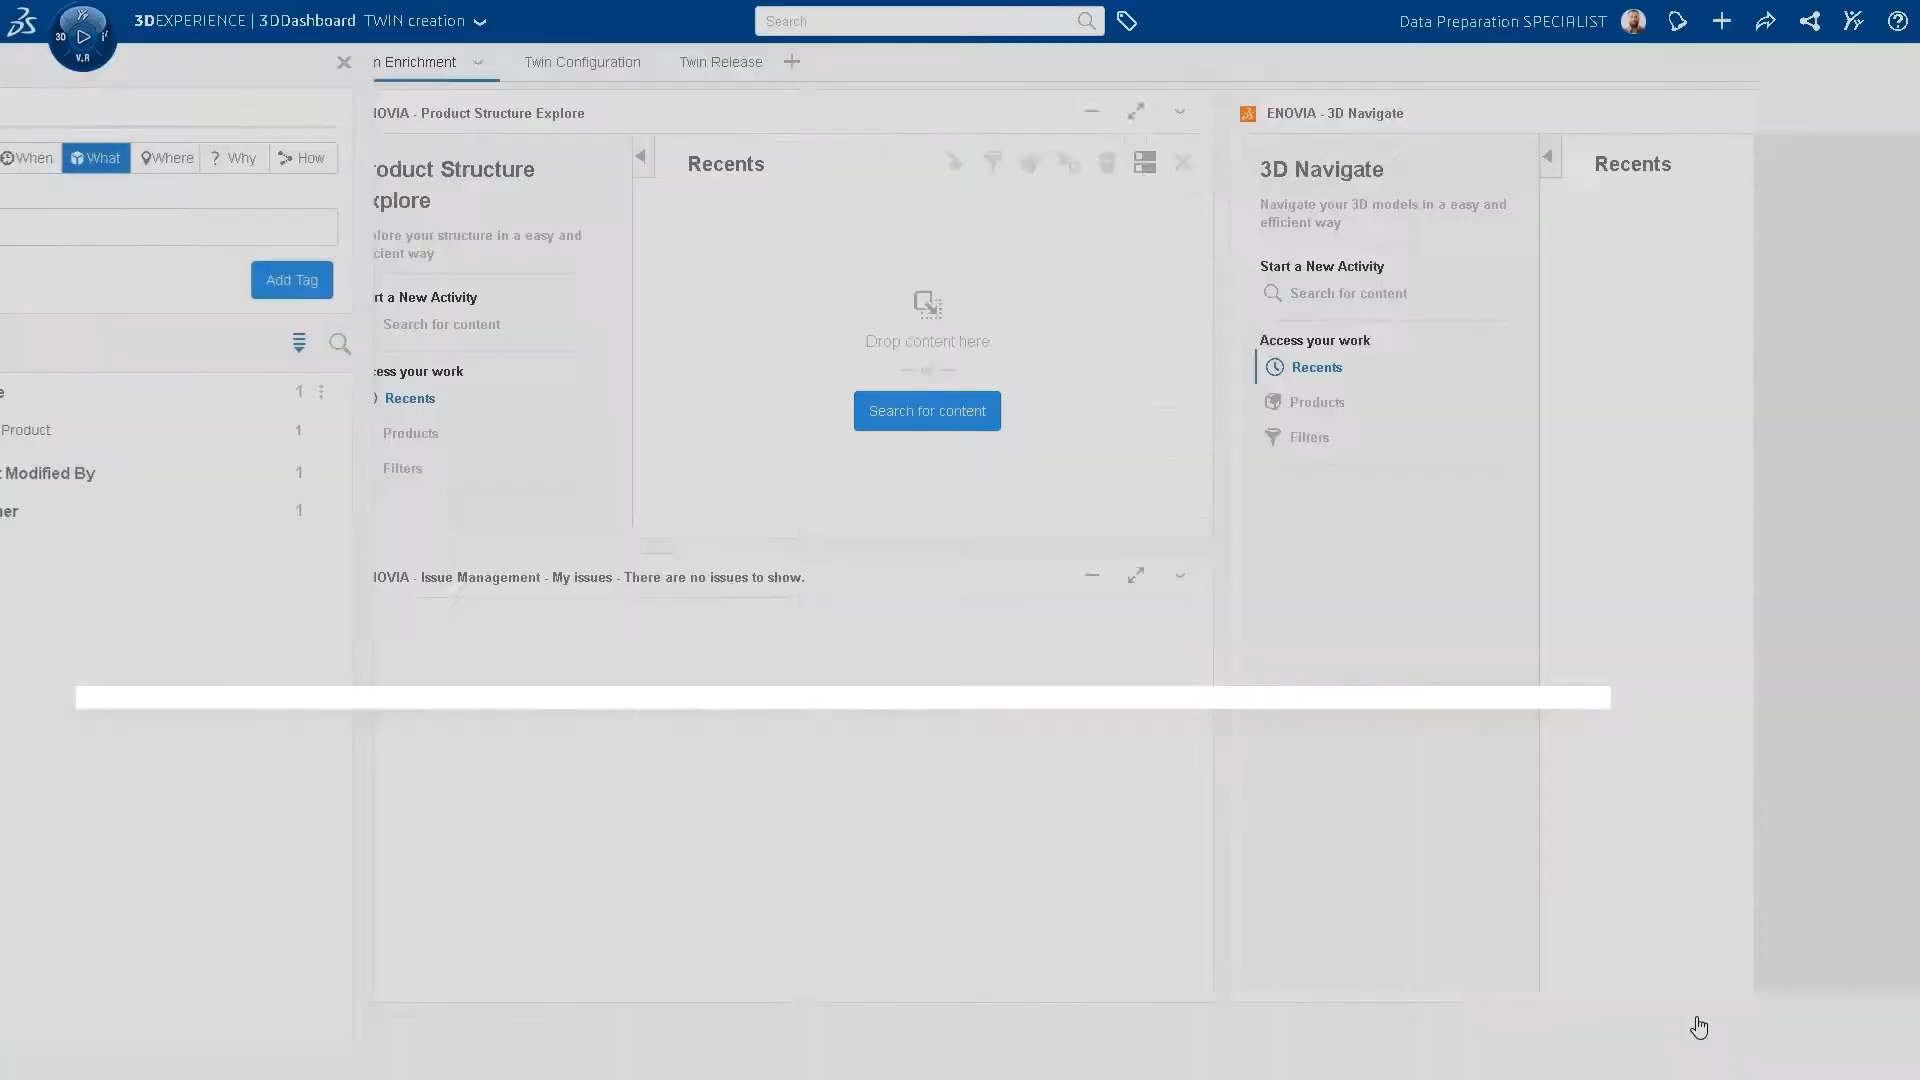 3DEXPERIENCE | 3DDashboard TWIN creation
Search
Data Preparation SPECIALIST
3D
V.R
n Enrichment
Twin Configuration
Twin Release
When
What
Where
? Why
How
Add Tag
e 1
Product 1
t Modified By 1
ner 1
IOVIA - Product Structure Explore
roduct Structure
xplore
lore your structure in a easy and
cient way
rt a New Activity
Search for content
ess your work
Recents
Products
Filters
Recents
Drop content here
Search for content
IOVIA - Issue Management - My issues - There are no issues to show.
ENOVIA - 3D Navigate
3D Navigate
Navigate your 3D models in a easy and
efficient way
Start a New Activity
Search for content
Access your work
Recents
Products
Filters
Recents